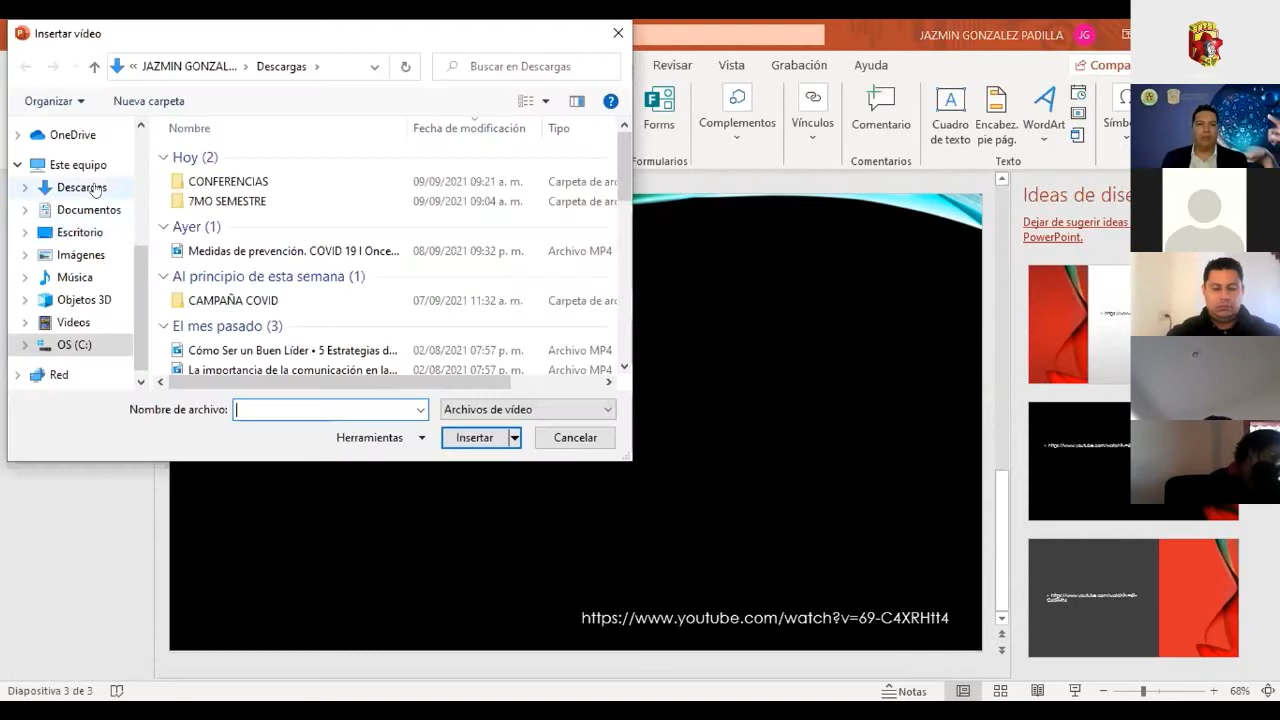 Insertar vídeo
JAZMIN GONZALEZ PADILLA
JG
« JAZMIN GONZAL... > Descargas >
Buscar en Descargas
Revisar
Vista
Grabación
Ayuda
Compa
Organizar
Nueva carpeta
Forms
Complementos
Vínculos
Comentario
Cuadro de texto
Encabez. pie pág.
WordArt
Símb
Formularios
Comentarios
Texto
OneDrive
Este equipo
Descargas
Documentos
Escritorio
Imágenes
Música
Objetos 3D
Videos
OS (C:)
Red
Nombre
Fecha de modificación
Tipo
Hoy (2)
CONFERENCIAS 09/09/2021 09:21 a. m. Carpeta de arc
7MO SEMESTRE 09/09/2021 09:04 a. m. Carpeta de arc
Ayer (1)
Medidas de prevención. COVID 19 I Once... 08/09/2021 09:32 p. m. Archivo MP4
Al principio de esta semana (1)
CAMPAÑA COVID 07/09/2021 11:32 a. m. Carpeta de arc
El mes pasado (3)
Cómo Ser un Buen Líder • 5 Estrategias d... 02/08/2021 07:57 p. m. Archivo MP4
La importancia de la comunicación en la... 02/08/2021 07:57 p. m. Archivo MP4
Nombre de archivo:
Archivos de vídeo
Herramientas
Insertar
Cancelar
Ideas de dise
Dejar de sugerir ideas
PowerPoint.
https://www.youtube.com/watch?v=69-C4XRHtt4
Diapositiva 3 de 3
Notas
68%